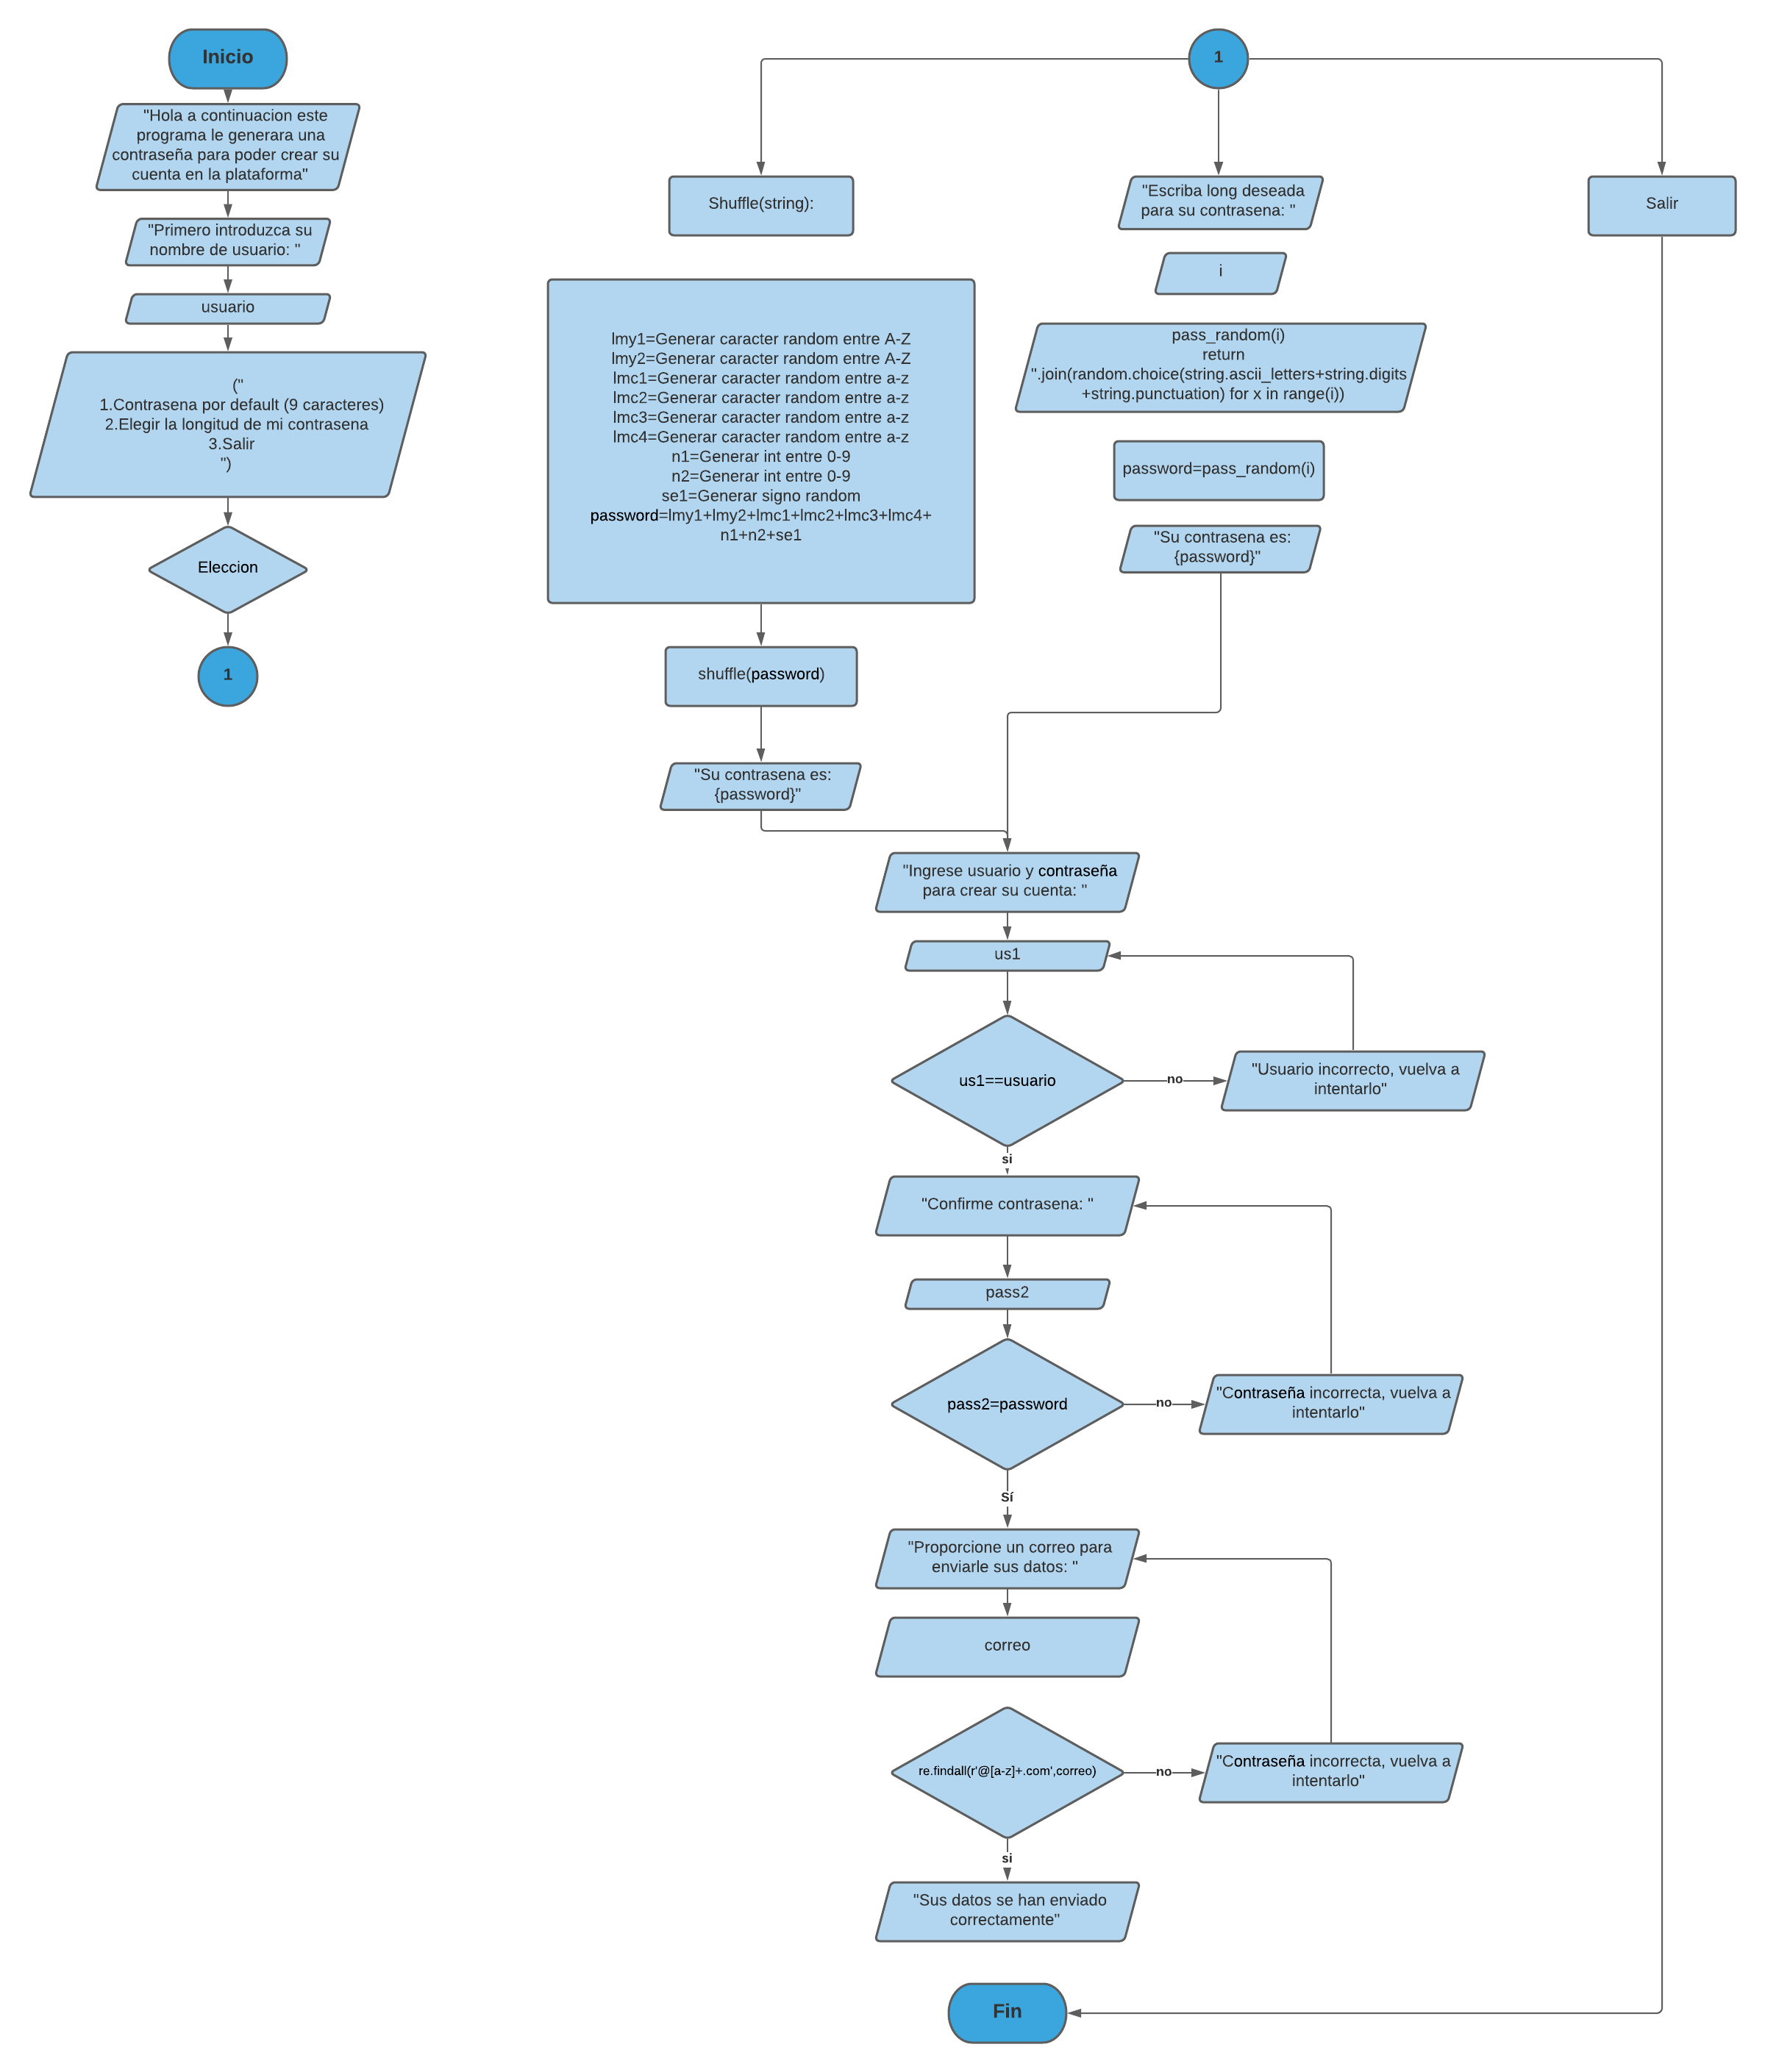 Inicio
"Hola a continuacion este
programa le generara una
contraseña para poder crear su
cuenta en la plataforma"
"Primero introduzca su
nombre de usuario: "
usuario
("
1.Contrasena por default (9 caracteres)
2.Elegir la longitud de mi contrasena
3.Salir
")
Eleccion
1
1
Shuffle(string):
lmy1=Generar caracter random entre A-Z
lmy2=Generar caracter random entre A-Z
lmc1=Generar caracter random entre a-z
lmc2=Generar caracter random entre a-z
lmc3=Generar caracter random entre a-z
lmc4=Generar caracter random entre a-z
n1=Generar int entre 0-9
n2=Generar int entre 0-9
se1=Generar signo random
password=lmy1+lmy2+lmc1+lmc2+lmc3+lmc4+
n1+n2+se1
shuffle(password)
"Su contrasena es:
{password}"
"Escriba long deseada
para su contrasena: "
i
pass_random(i)
return
''.join(random.choice(string.ascii_letters+string.digits
+string.punctuation) for x in range(i))
password=pass_random(i)
"Su contrasena es:
{password}"
Salir
"Ingrese usuario y contraseña
para crear su cuenta: "
us1
us1==usuario
no
"Usuario incorrecto, vuelva a
intentarlo"
si
"Confirme contrasena: "
pass2
pass2=password
no
"Contraseña incorrecta, vuelva a
intentarlo"
Sí
"Proporcione un correo para
enviarle sus datos: "
correo
re.findall(r'@[a-z]+.com',correo)
no
"Contraseña incorrecta, vuelva a
intentarlo"
si
"Sus datos se han enviado
correctamente"
Fin